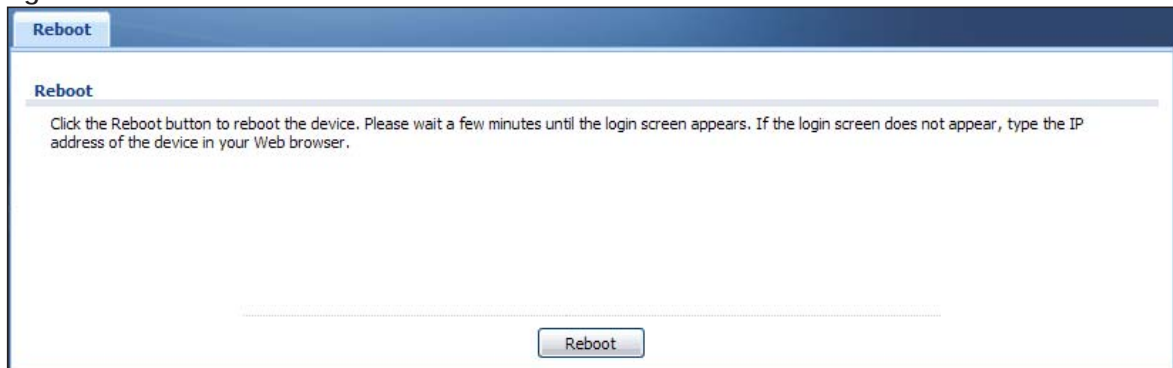 Reboot
Reboot
Click the Reboot button to reboot the device. Please wait a few minutes until the login screen appears. If the login screen does not appear, type the IP
address of the device in your Web browser.
Reboot